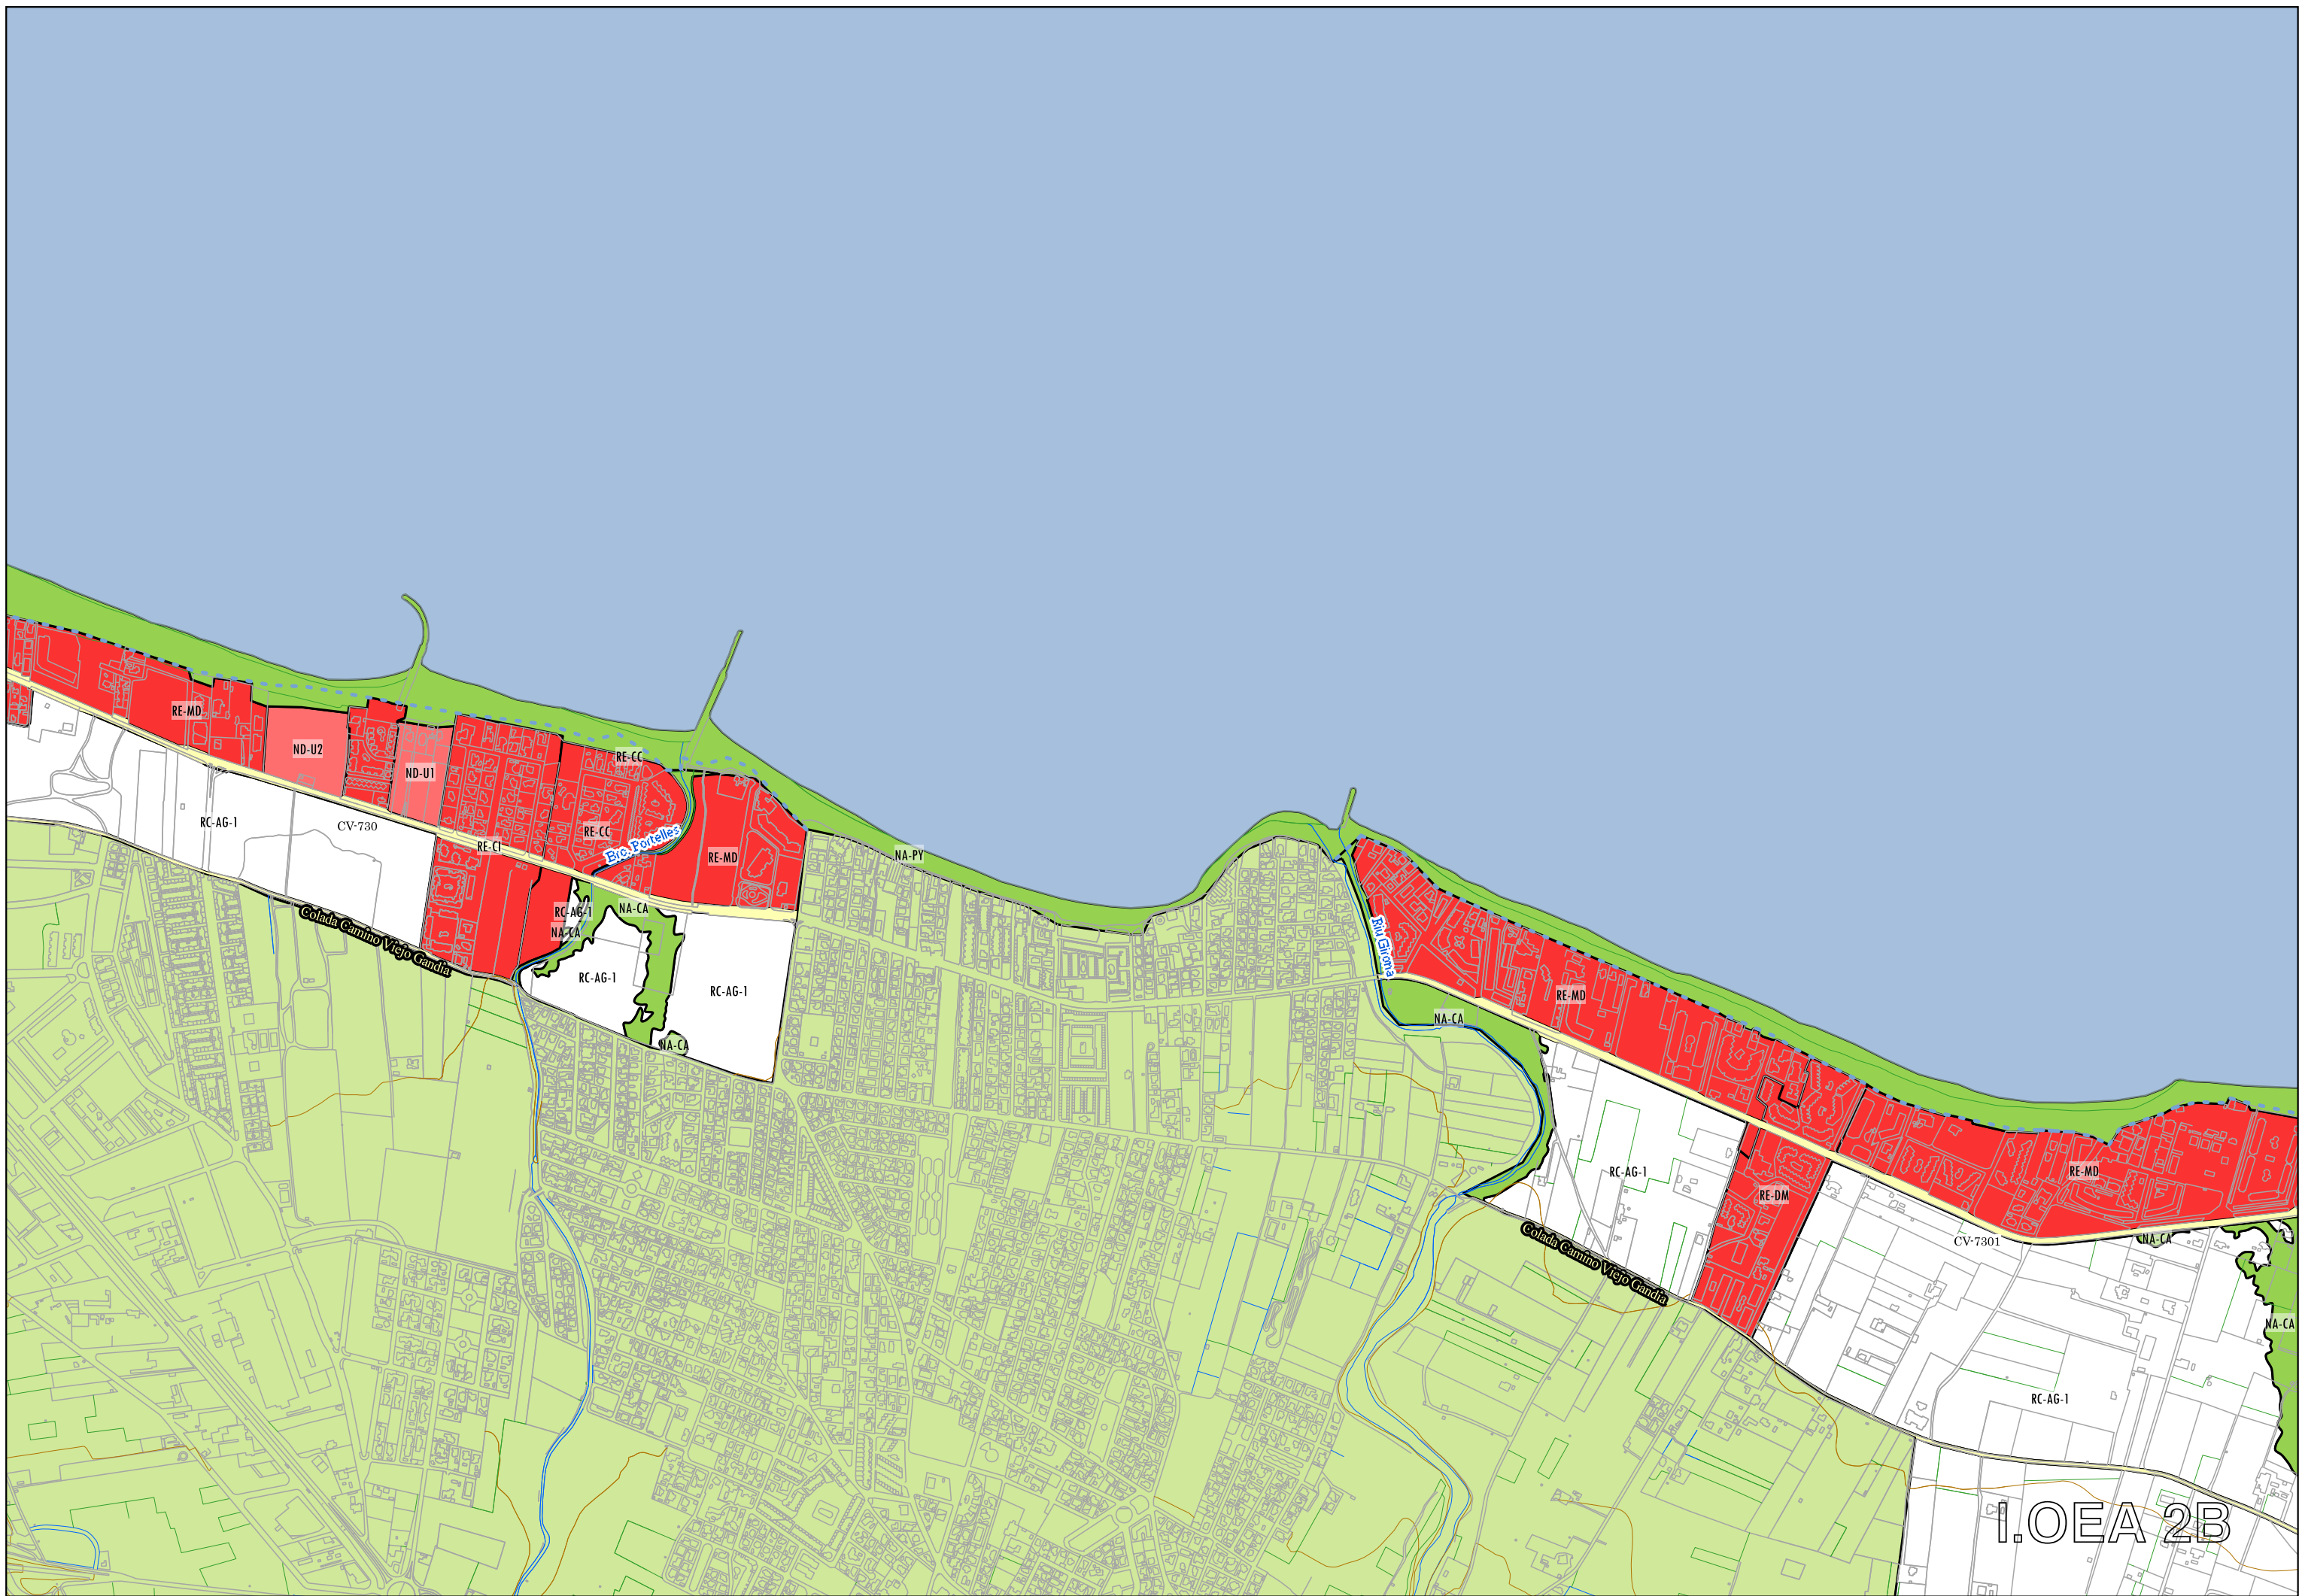 RE-MD
ND-U2
ND-U1
RE-CC
RC-AG-1
CV-730
RE-CC
Brc. Portelles
RE-CI
RE-MD
NA-PY
RC-AG-1
NA-CA
NA-CA
Colada Camino Viejo Gandia
RC-AG-1
RC-AG-1
NA-CA
Riu Girona
RE-MD
NA-CA
RC-AG-1
RE-DM
RE-MD
Colada Camino Viejo Gandia
CV-7301
NA-CA
NA-CA
RC-AG-1
I.OEA 2B